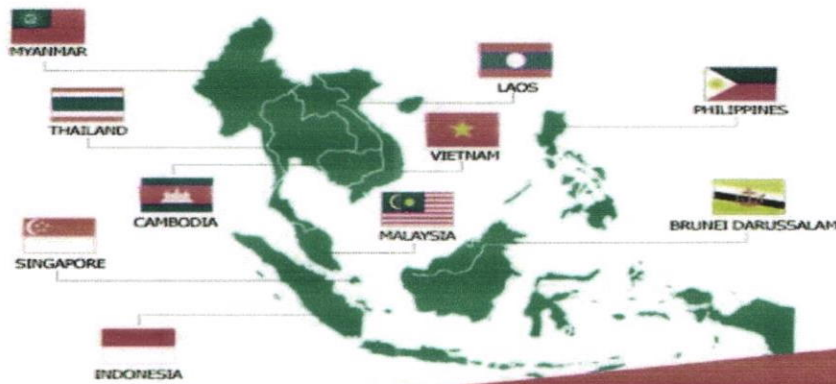 MYANMAR
LAOS
PHILIPPINES
THAILAND
VIETNAM
CAMBODIA
MALAYSIA
BRUNEI DARUSSALAM
SINGAPORE
INDONESIA